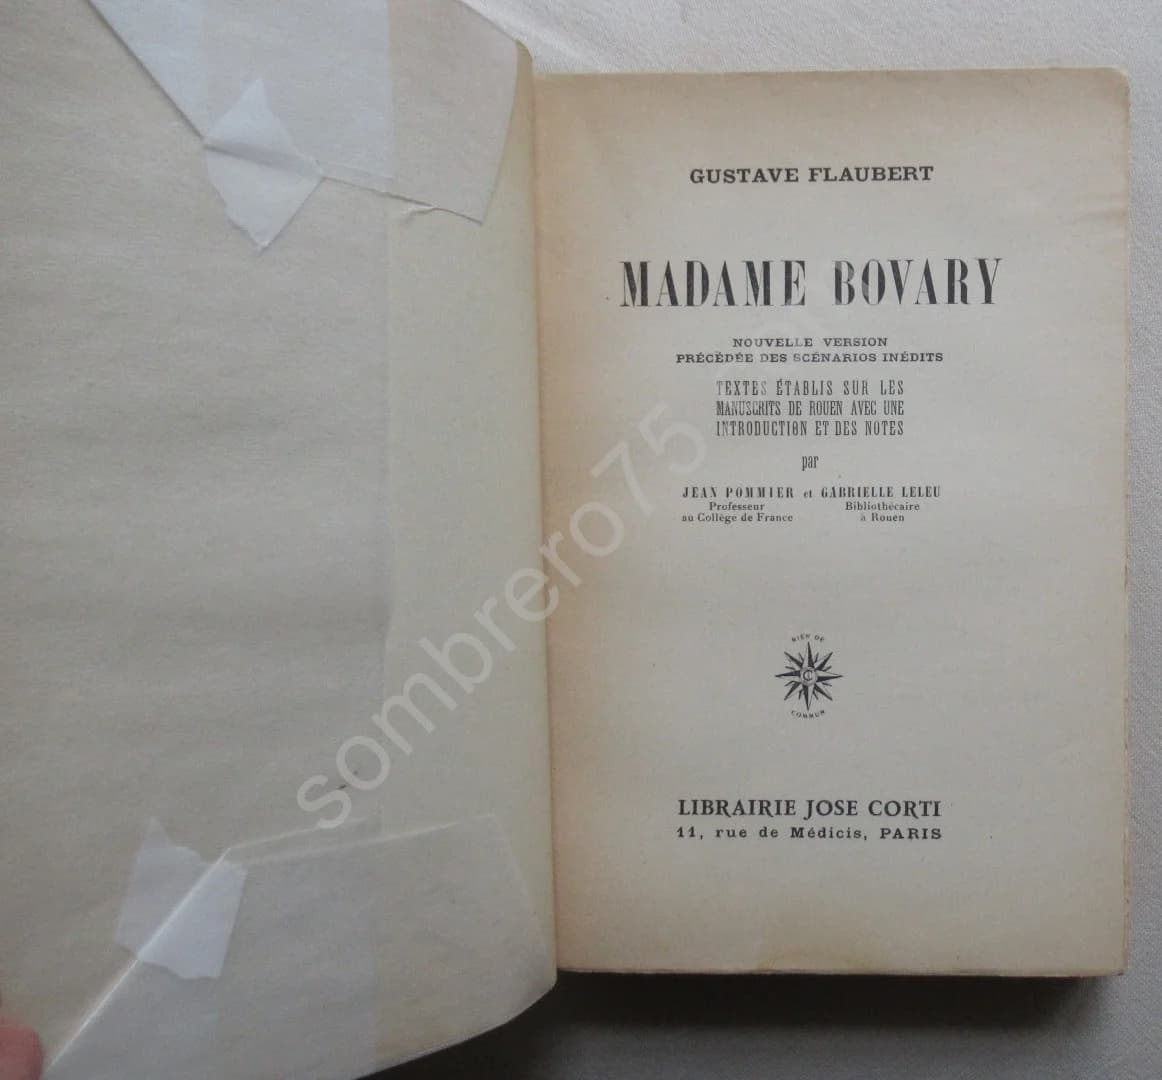 GUSTAVE FLAUBERT
MADAME BOVARY
NOUVELLE VERSION
PRÉCÉDÉE DES SCÉNARIOS INÉDITS
TEXTES ÉTABLIS SUR LES
MANUSCRITS DE ROUEN AVEC UNE
INTRODUCTION ET DES NOTES
par
JEAN POMMIER et GABRIELLE LELEU
Professeur Bibliothécaire
au Collège de France à Rouen
RIEN DE
COMMUN
LIBRAIRIE JOSE CORTI
11, rue de Médicis, PARIS
sombrero75